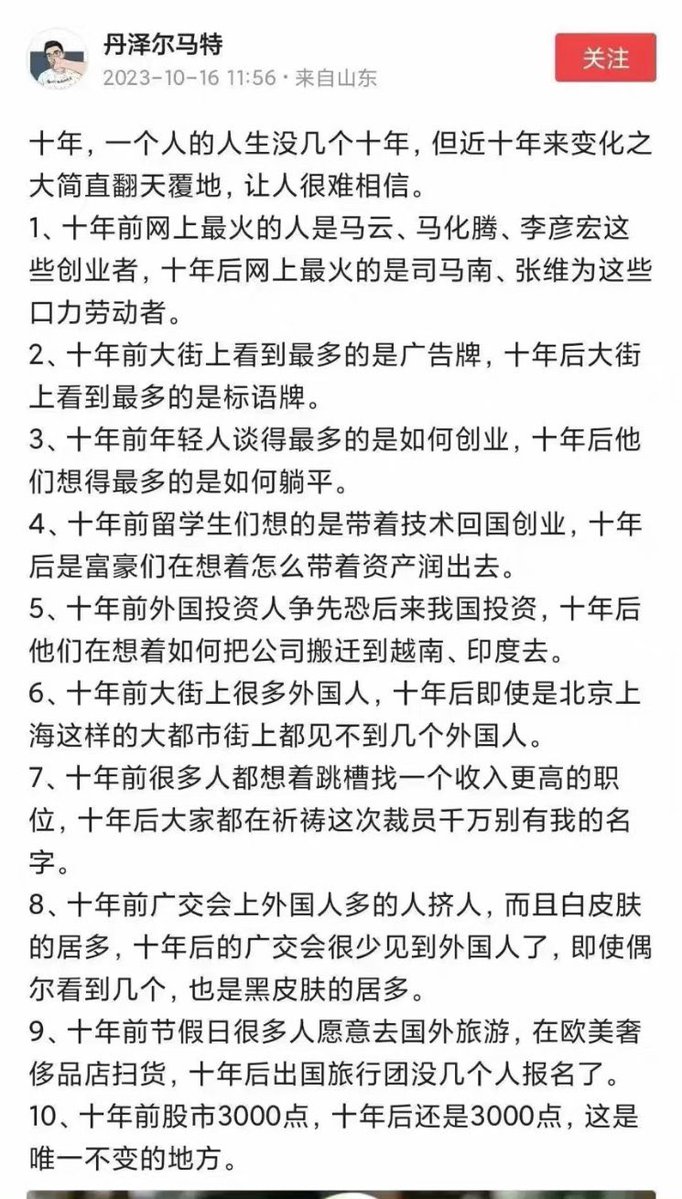 丹泽尔马特
2023-10-16 11:56·来自山东
关注
十年，一个人的人生没几个十年，但近十年来变化之
大简直翻天覆地，让人很难相信。
1、十年前网上最火的人是马云、马化腾、李彦宏这
些创业者，十年后网上最火的是司马南、张维为这些
口力劳动者。
2、十年前大街上看到最多的是广告牌，十年后大街
上看到最多的是标语牌。
3、十年前年轻人谈得最多的是如何创业，十年后他
们想得最多的是如何躺平。
4、十年前留学生们想的是带着技术回国创业，十年
后是富豪们在想着怎么带着资产润出去。
5、十年前外国投资人争先恐后来我国投资，十年后
他们在想着如何把公司搬迁到越南、印度去。
6、十年前大街上很多外国人，十年后即使是北京上
海这样的大都市街上都见不到几个外国人。
7、十年前很多人都想着跳槽找一个收入更高的职
位，十年后大家都在祈祷这次裁员千万别有我的名
字。
8、十年前广交会上外国人多的人挤人，而且白皮肤
的居多，十年后的广交会很少见到外国人了，即使偶
尔看到几个，也是黑皮肤的居多。
9、十年前节假日很多人愿意去国外旅游，在欧美奢
侈品店扫货，十年后出国旅行团没几个人报名了。
10、十年前股市3000点，十年后还是3000点，这是
唯一不变的地方。